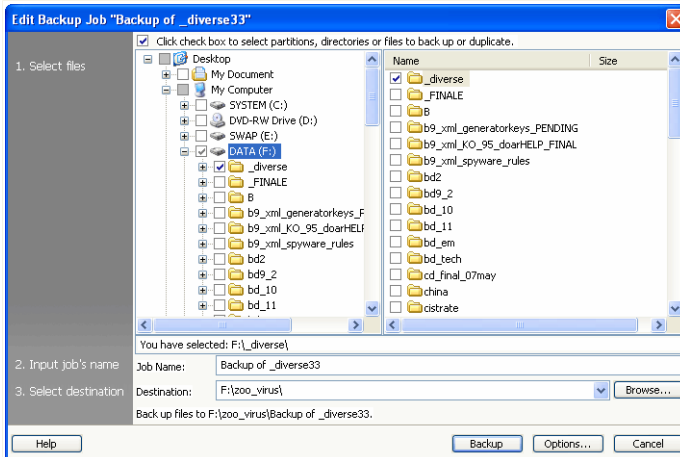 Edit Backup Job "Backup of _diverse33"
Click check box to select partitions, directories or files to back up or duplicate.
1. Select files
Desktop
My Document
My Computer
SYSTEM (C:)
DVD-RW Drive (D:)
SWAP (E:)
DATA (F:)
_diverse
_FINALE
B
b9_xml_generatorkeys_P
b9_xml_KO_95_doarHELF
b9_xml_spyware_rules
bd2
bd9_2
bd_10
bd_11
Name Size
_diverse
_FINALE
B
b9_xml_generatorkeys_PENDING
b9_xml_KO_95_doarHELP_FINAL
b9_xml_spyware_rules
bd2
bd9_2
bd_10
bd_11
bd_em
bd_tech
cd_final_07may
china
cistrate
You have selected: F:\_diverse\
2. Input job's name
Job Name: Backup of _diverse33
3. Select destination
Destination: F:\zoo_virus\ Browse...
Back up files to F:\zoo_virus\Backup of _diverse33.
Help Backup Options... Cancel